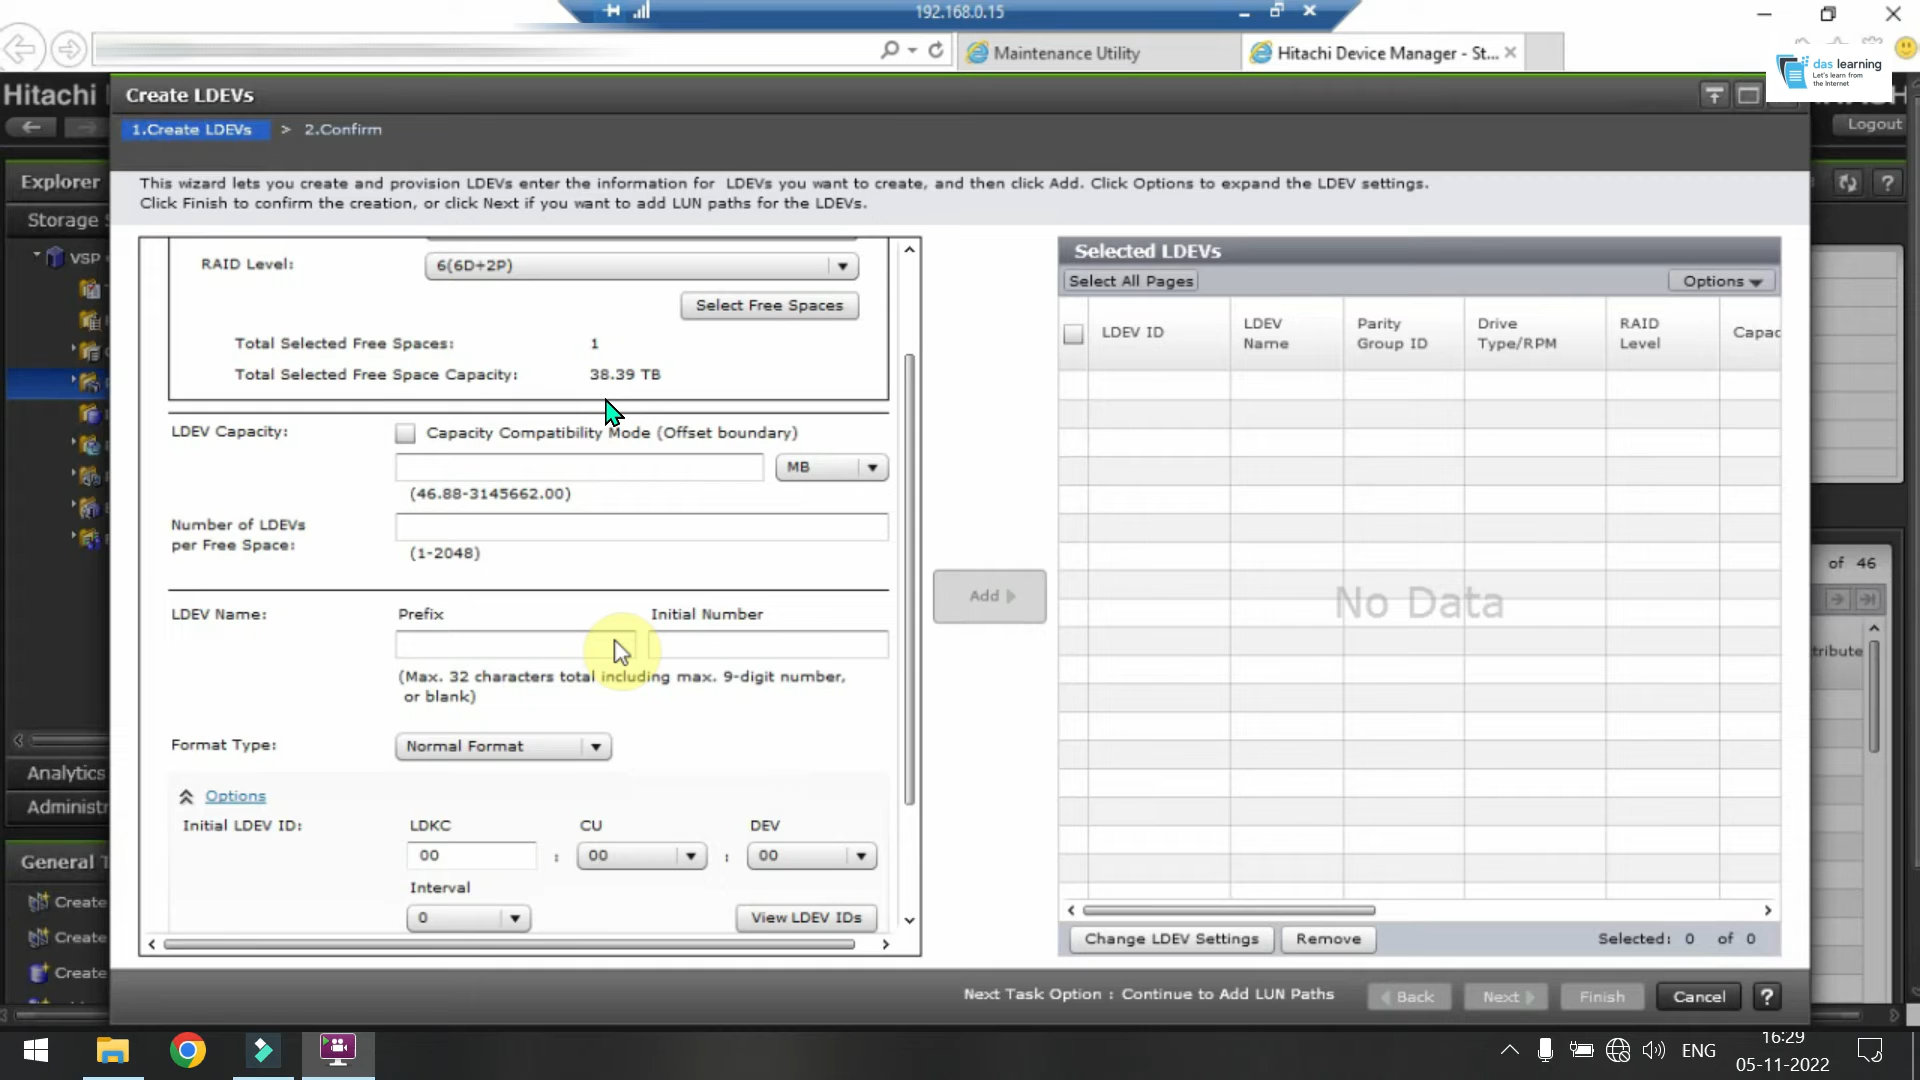 192.168.0.15
Maintenance Utility
Hitachi Device Manager - St...
das learning
Let's learn from
the Internet
Hitachi
Create LDEVs
1.Create LDEVs > 2.Confirm
Logout
This wizard lets you create and provision LDEVs enter the information for LDEVs you want to create, and then click Add. Click Options to expand the LDEV settings.
Click Finish to confirm the creation, or click Next if you want to add LUN paths for the LDEVs.
Explorer
Storage
VSP
Analytics
Administr
General T
Create
Create
Create
RAID Level:
6(6D+2P)
Select Free Spaces
Total Selected Free Spaces: 1
Total Selected Free Space Capacity: 38.39 TB
LDEV Capacity:
Capacity Compatibility Mode (Offset boundary)
MB
(46.88-3145662.00)
Number of LDEVs
per Free Space:
(1-2048)
LDEV Name:
Prefix
Initial Number
(Max. 32 characters total including max. 9-digit number,
or blank)
Format Type:
Normal Format
Options
Initial LDEV ID:
LDKC
CU
DEV
00 : 00 : 00
Interval
0
View LDEV IDs
Add
Selected LDEVs
Select All Pages
Options
LDEV ID
LDEV
Name
Parity
Group ID
Drive
Type/RPM
RAID
Level
Capac
No Data
Change LDEV Settings
Remove
Selected: 0 of 0
of 46
tribute
Next Task Option : Continue to Add LUN Paths
Back
Next
Finish
Cancel
?
ENG
16:29
05-11-2022